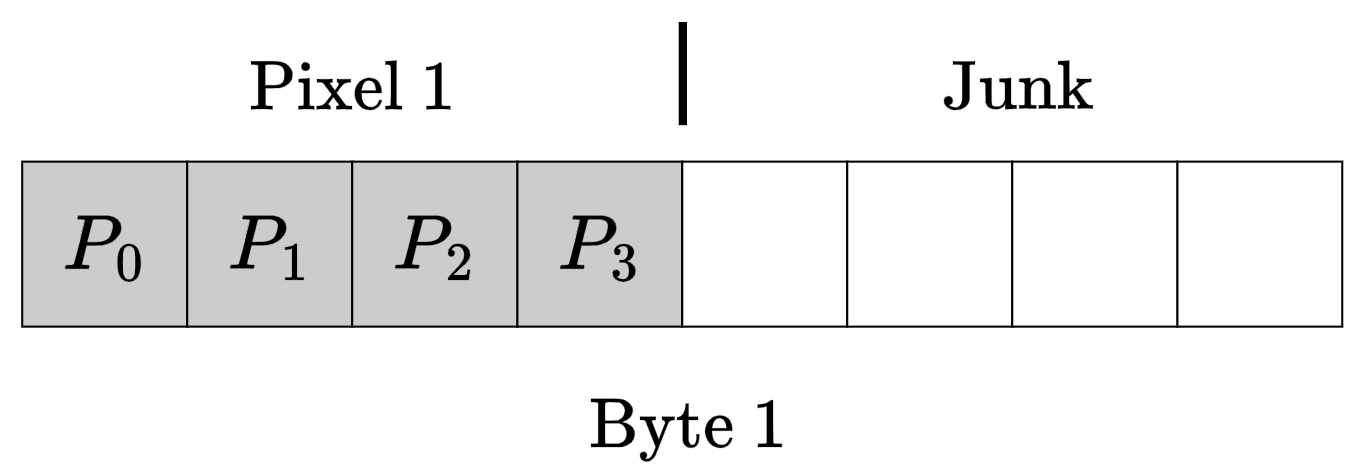 Pixel 1 Junk
P₀ P₁ P₂ P₃
Byte 1